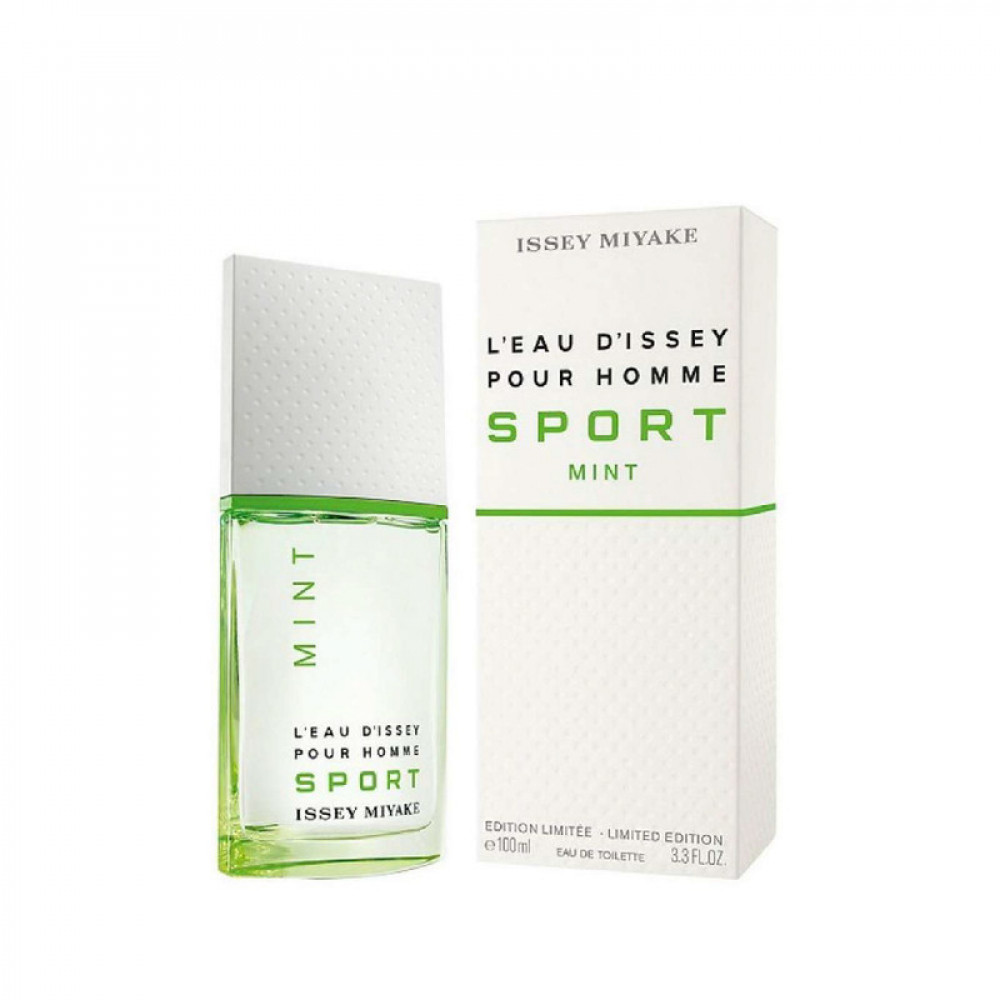 MINT
L'EAU D'ISSEY
POUR HOMME
SPORT
ISSEY MIYAKE
ISSEY MIYAKE
L'EAU D'ISSEY
POUR HOMME
SPORT
MINT
EDITION LIMITÉE - LIMITED EDITION
e100ml EAU DE TOILETTE 3.3 FL.OZ.